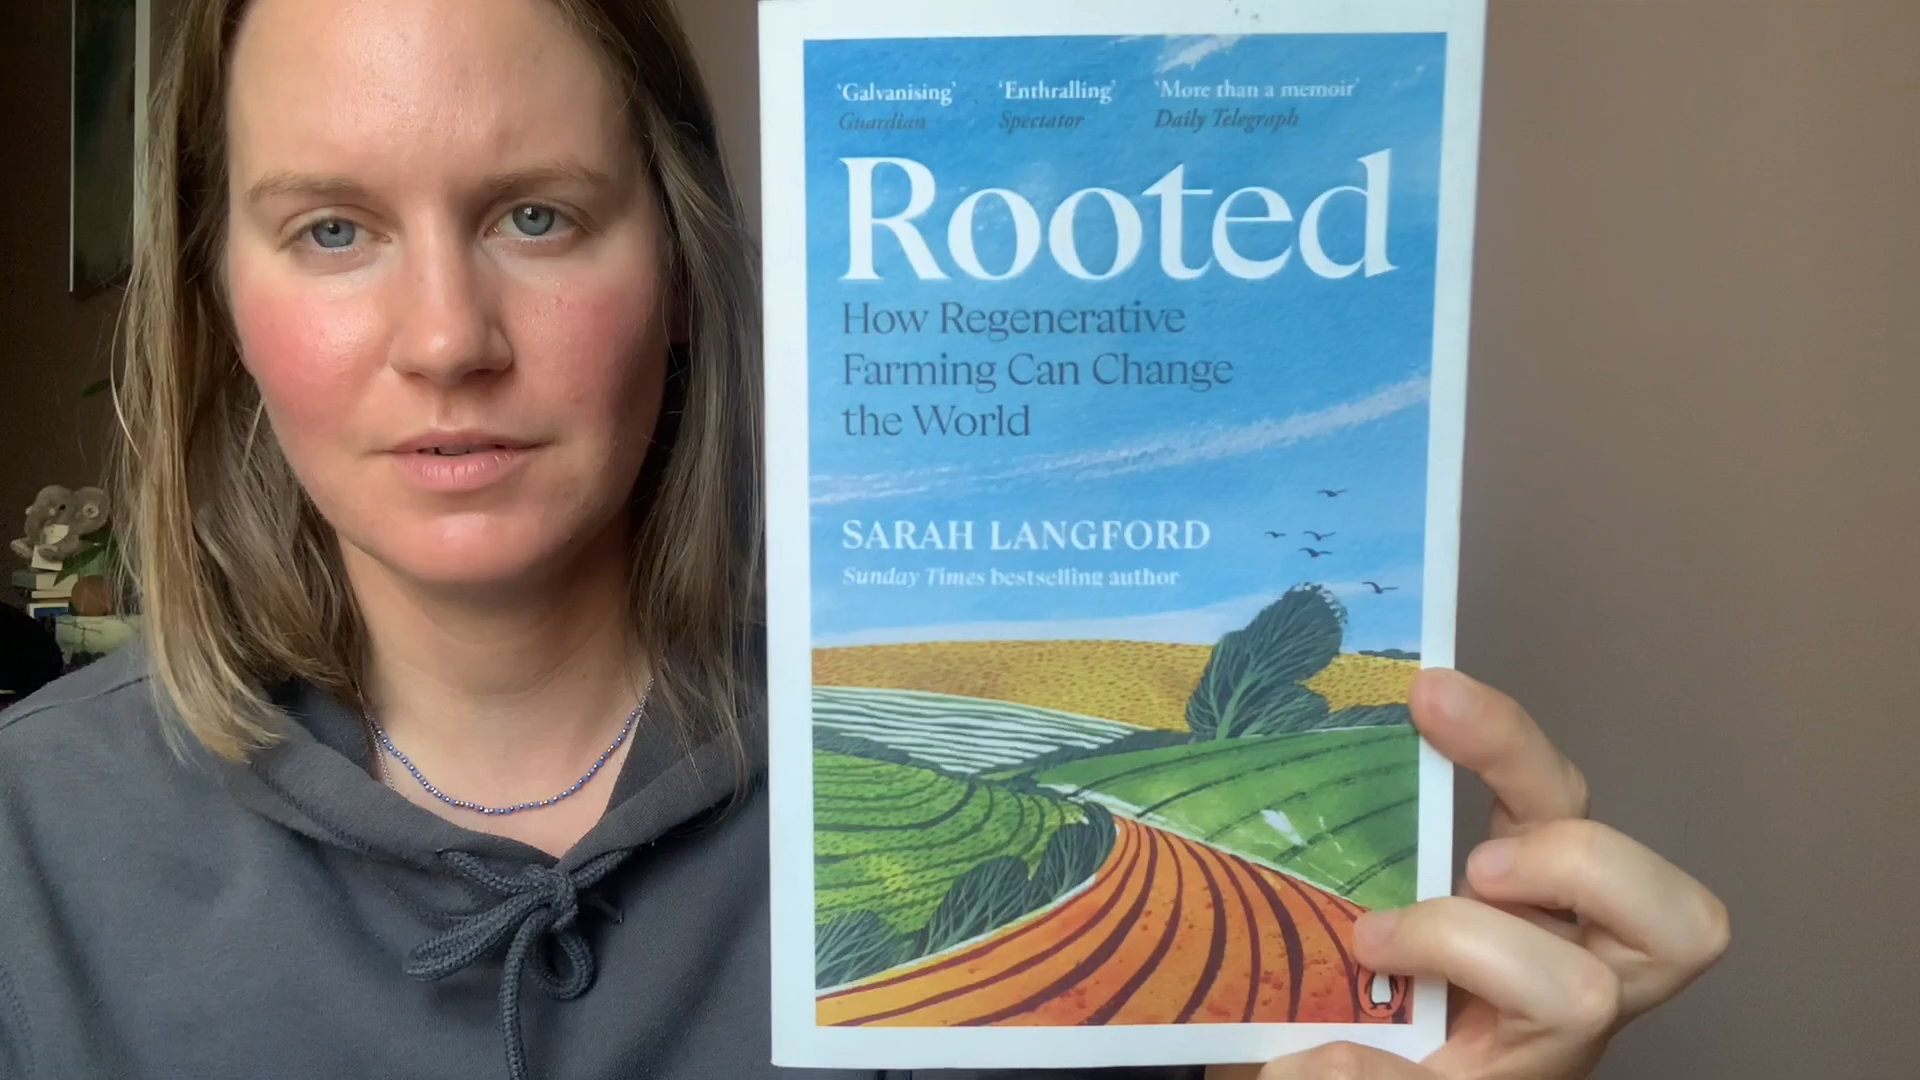 ‘Galvanising’ ‘Enthralling’ ‘More than a memoir’
Guardian Spectator Daily Telegraph
Rooted
How Regenerative
Farming Can Change
the World
SARAH LANGFORD
Sunday Times bestselling author